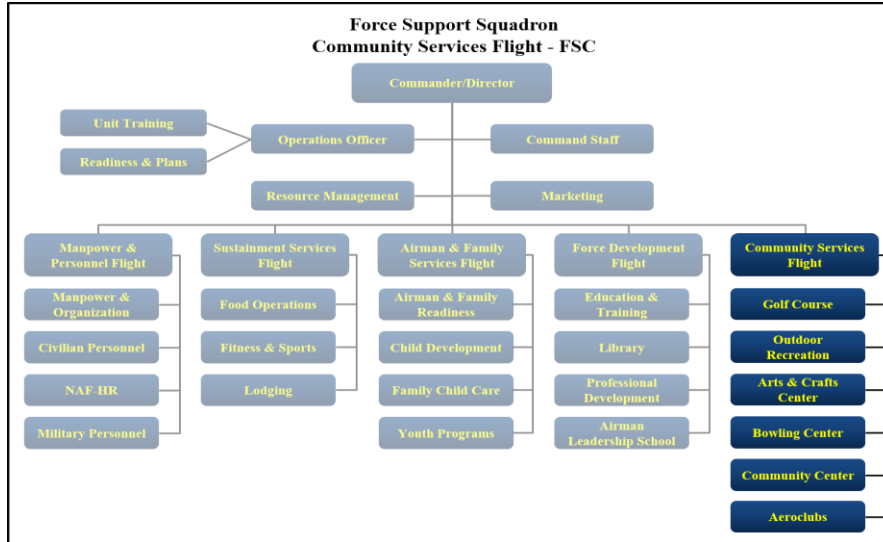 Force Support Squadron
Community Services Flight - FSC
Commander/Director
Unit Training
Operations Officer
Command Staff
Readiness & Plans
Resource Management
Marketing
Manpower &
Personnel Flight
Manpower &
Organization
Civilian Personnel
NAF-HR
Military Personnel
Sustainment Services
Flight
Food Operations
Fitness & Sports
Lodging
Airman & Family
Services Flight
Airman & Family
Readiness
Child Development
Family Child Care
Youth Programs
Force Development
Flight
Education &
Training
Library
Professional
Development
Airman
Leadership School
Community Services
Flight
Golf Course
Outdoor
Recreation
Arts & Crafts
Center
Bowling Center
Community Center
Aeroclubs